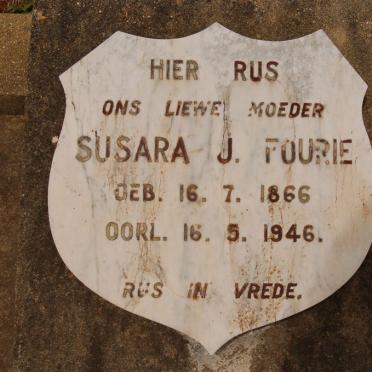 HIER RUS
ONS LIEWE MOEDER
SUSARA J. FOURIE
GEB. 16. 7. 1866
OORL. 16. 5. 1946.
RUS IN VREDE.